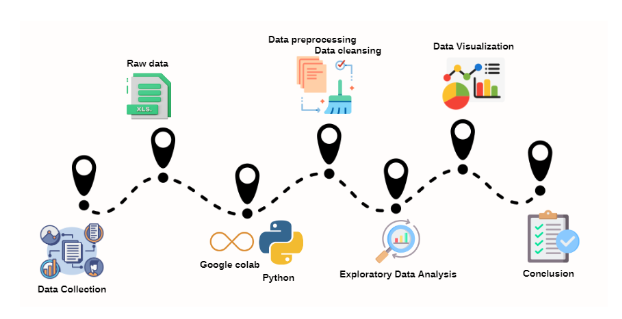 Data preprocessing
Data cleansing
Data Visualization
Raw data
XLS.
Google colab
Python
Exploratory Data Analysis
Conclusion
Data Collection